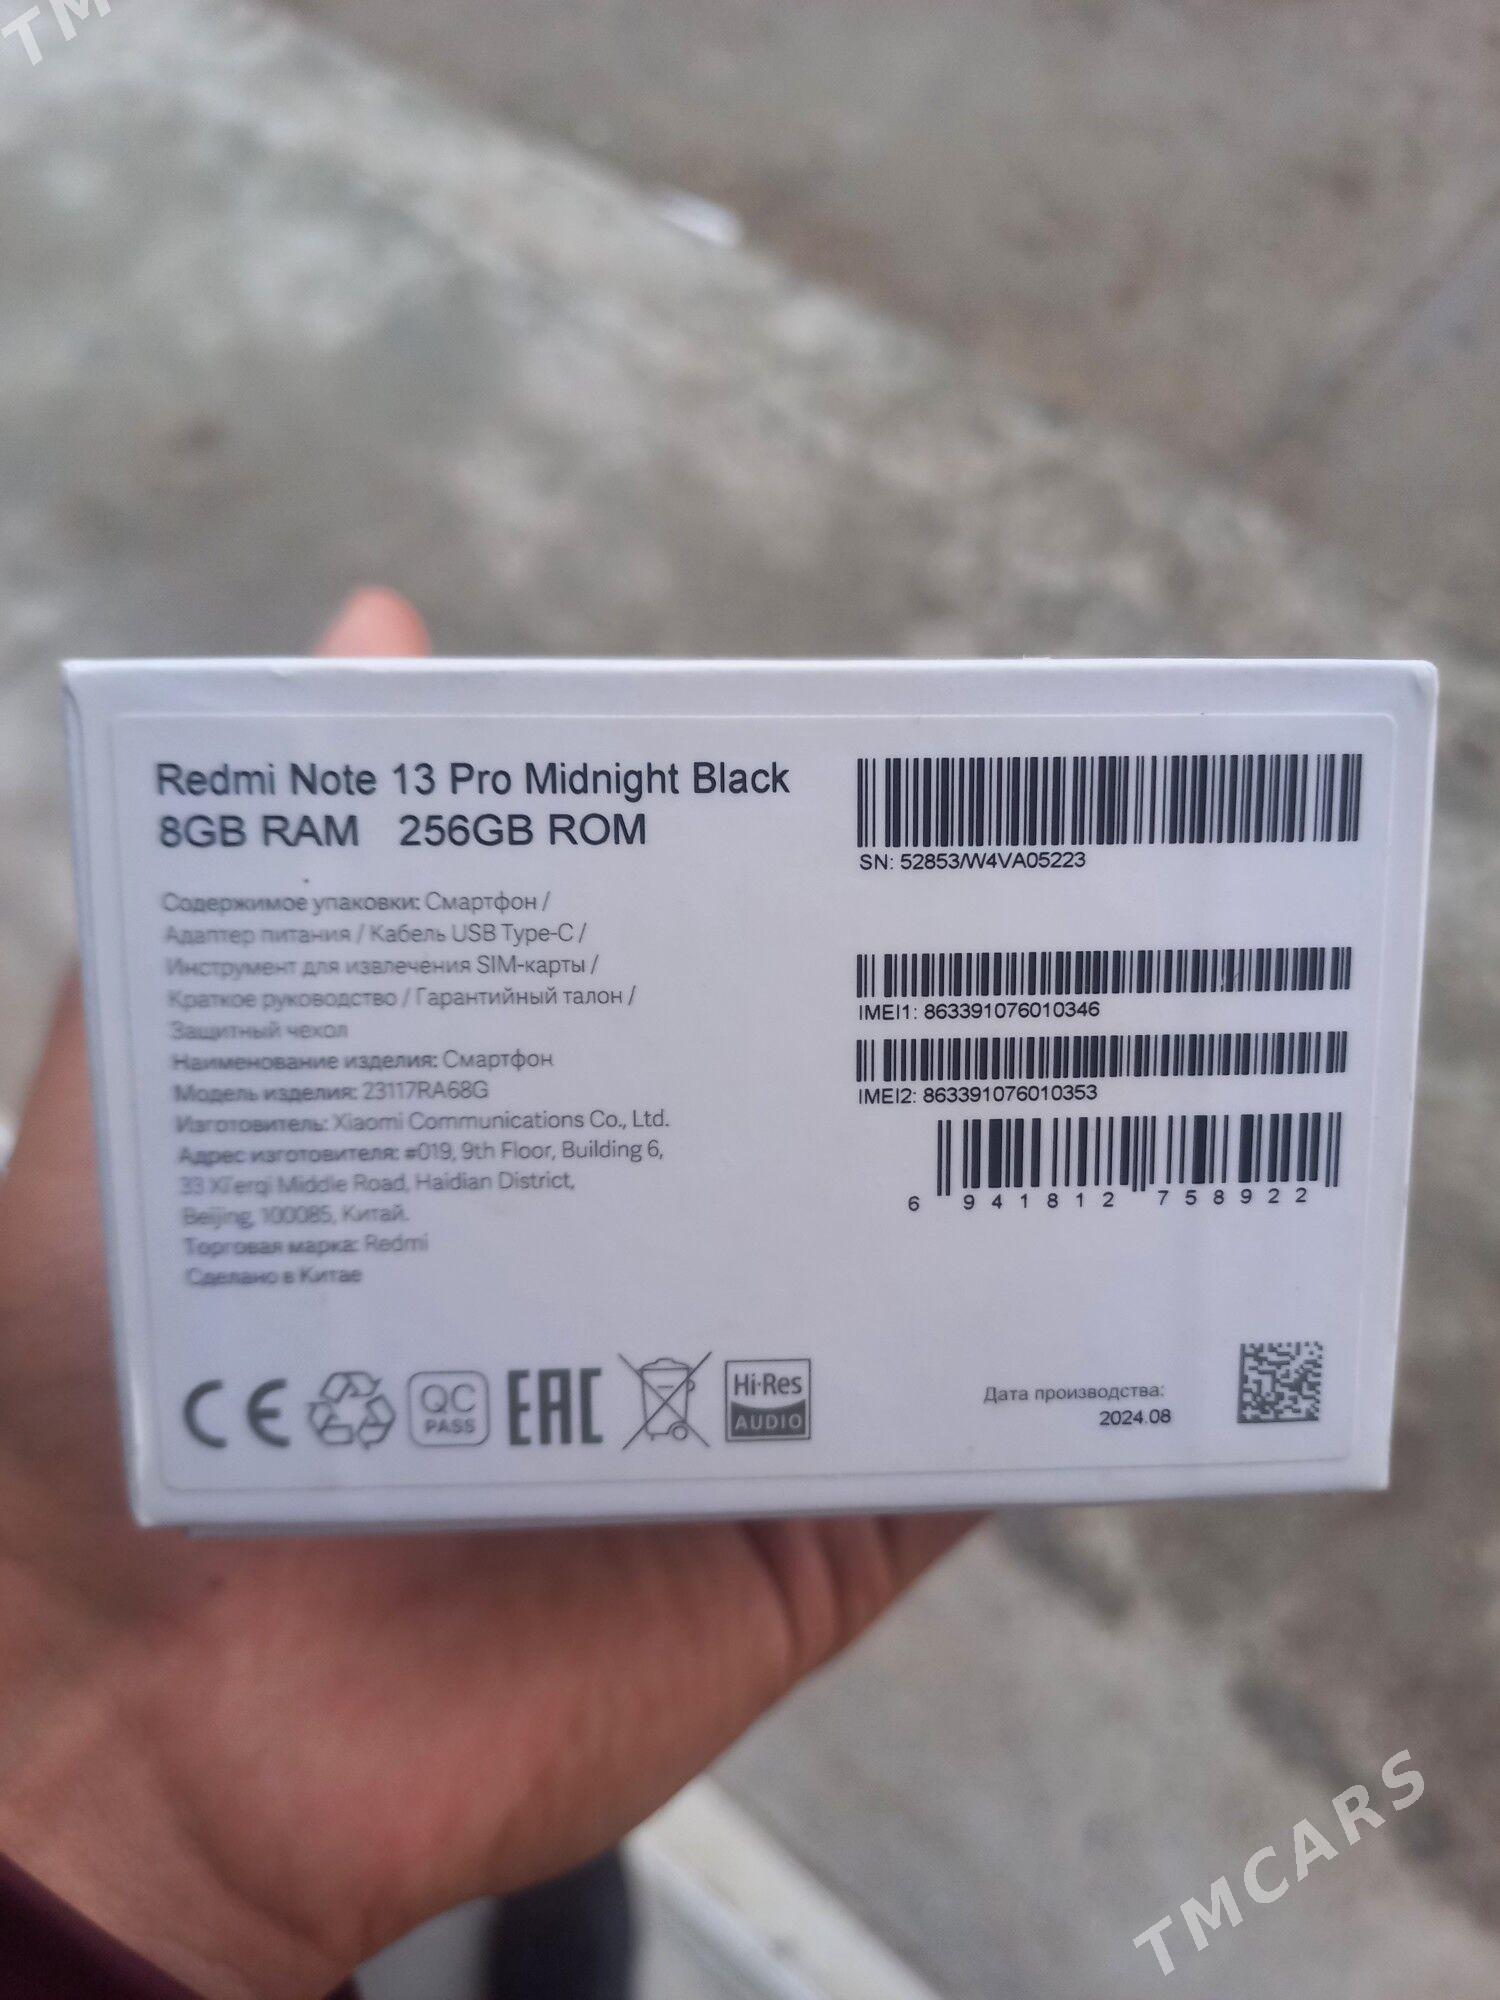 TM
Redmi Note 13 Pro Midnight Black
8GB RAM 256GB ROM
Содержимое упаковки: Смартфон /
Адаптер питания / Кабель USB Type-C /
Инструмент для извлечения SIM-карты /
Краткое руководство / Гарантийный талон /
Защитный чехол
Наименование изделия: Смартфон
Модель изделия: 23117RA68G
Изготовитель: Xiaomi Communications Co., Ltd.
Адрес изготовителя: #019, 9th Floor, Building 6,
33 Xi'erqi Middle Road, Haidian District,
Beijing, 100085, Китай.
Торговая марка: Redmi
Сделано в Китае
CE
QC
PASS
EAC
Hi-Res
AUDIO
SN: 52853/W4VA05223
IMEI1: 863391076010346
IMEI2: 863391076010353
6 941812 758922
Дата производства:
2024.08
TMCARS